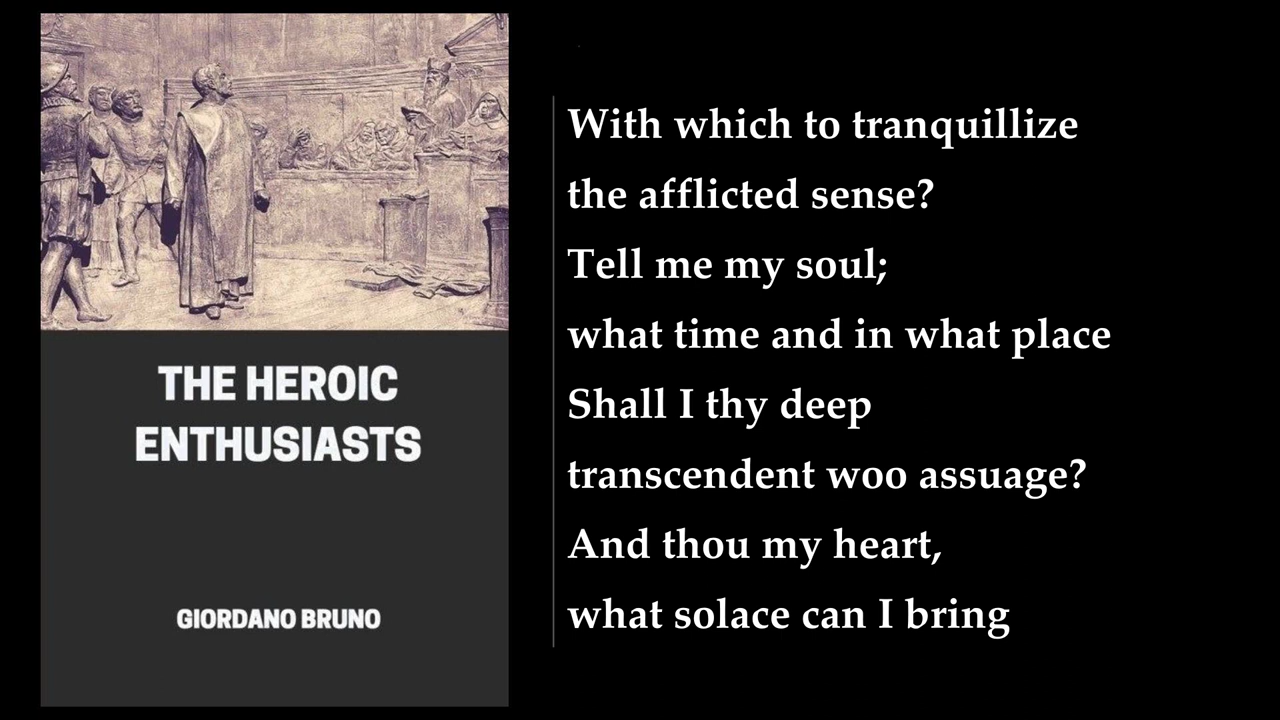 THE HEROIC
ENTHUSIASTS
GIORDANO BRUNO
With which to tranquillize
the afflicted sense?
Tell me my soul;
what time and in what place
Shall I thy deep
transcendent woo assuage?
And thou my heart,
what solace can I bring